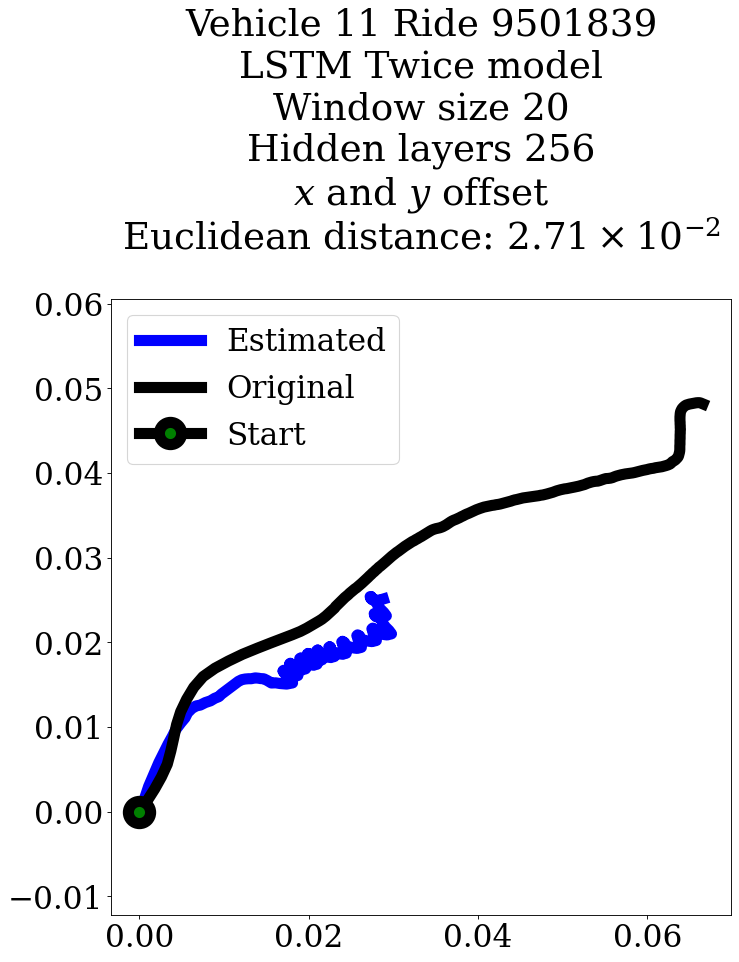 Vehicle 11 Ride 9501839
LSTM Twice model
Window size 20
Hidden layers 256
x and y offset
Euclidean distance: 2.71 × 10⁻²
0.06
0.05
0.04
0.03
0.02
0.01
0.00
−0.01
Estimated
Original
Start
0.00 0.02 0.04 0.06